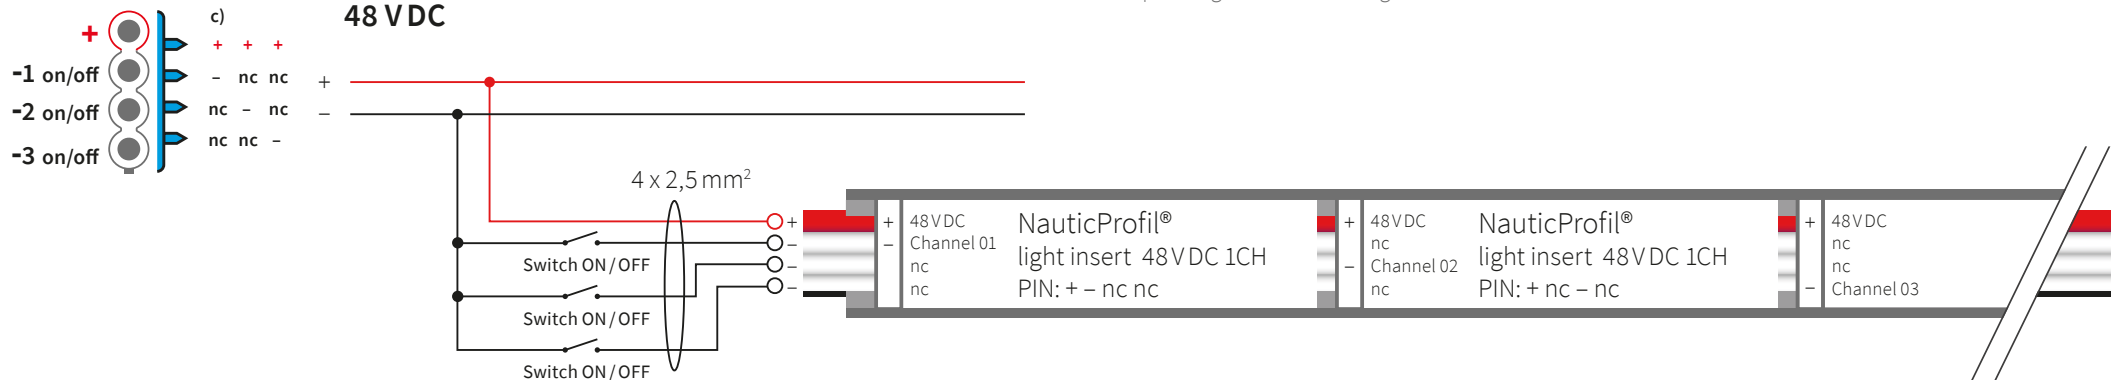 c)
48 V DC
+
+ + +
-1 on/off
– nc nc
+
-2 on/off
nc – nc
–
-3 on/off
nc nc –
4 x 2,5 mm²
+
–
–
–
Switch ON / OFF
Switch ON / OFF
Switch ON / OFF
+
–
48 V DC
Channel 01
nc
nc
NauticProfil®
light insert 48 V DC 1CH
PIN: + – nc nc
+
–
48 V DC
nc
Channel 02
nc
NauticProfil®
light insert 48 V DC 1CH
PIN: + nc – nc
+
–
48 V DC
nc
nc
Channel 03